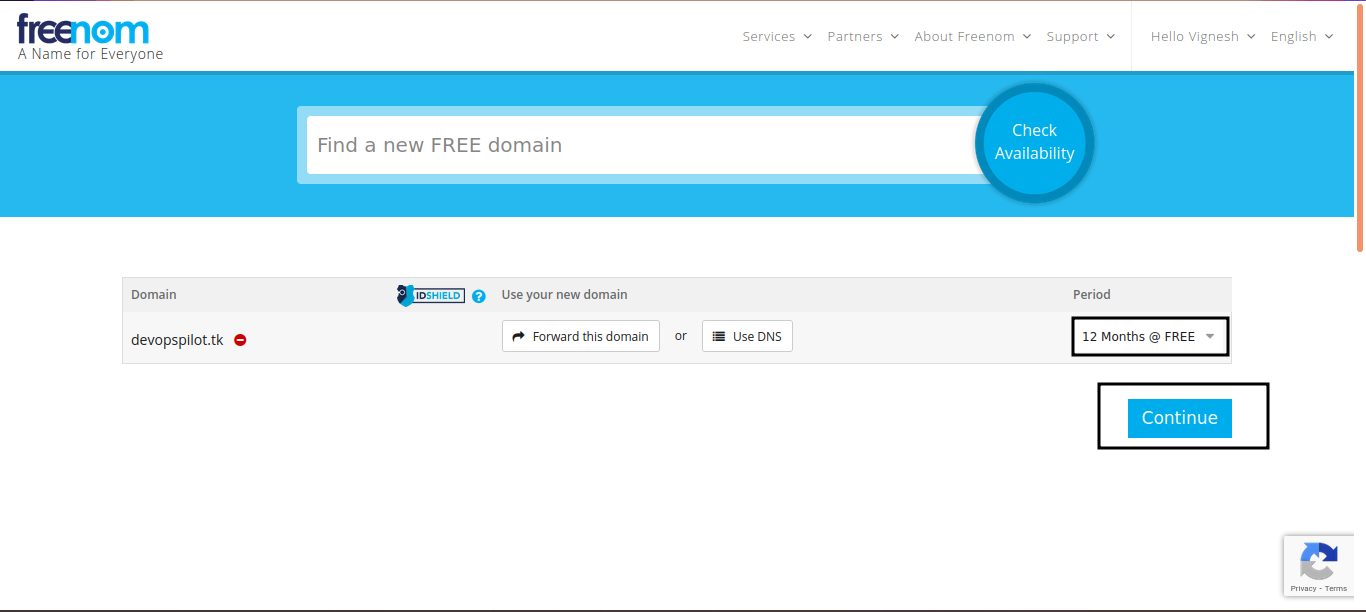 freenom
A Name for Everyone
Services Partners About Freenom Support Hello Vignesh English
Find a new FREE domain
Check
Availability
Domain IDSHIELD ? Use your new domain Period
devopspilot.tk Forward this domain or Use DNS 12 Months @ FREE
Continue
Privacy - Terms